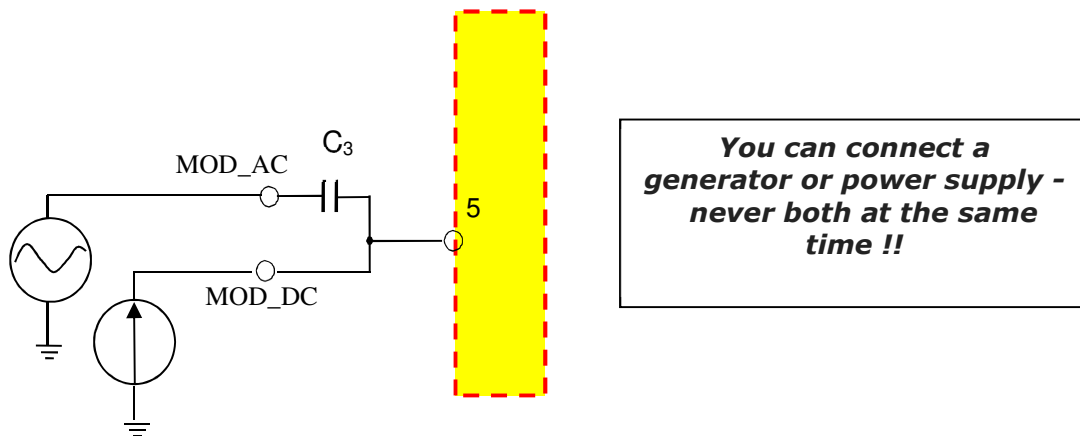 C₃
MOD_AC
5
MOD_DC
You can connect a
generator or power supply -
never both at the same
time !!